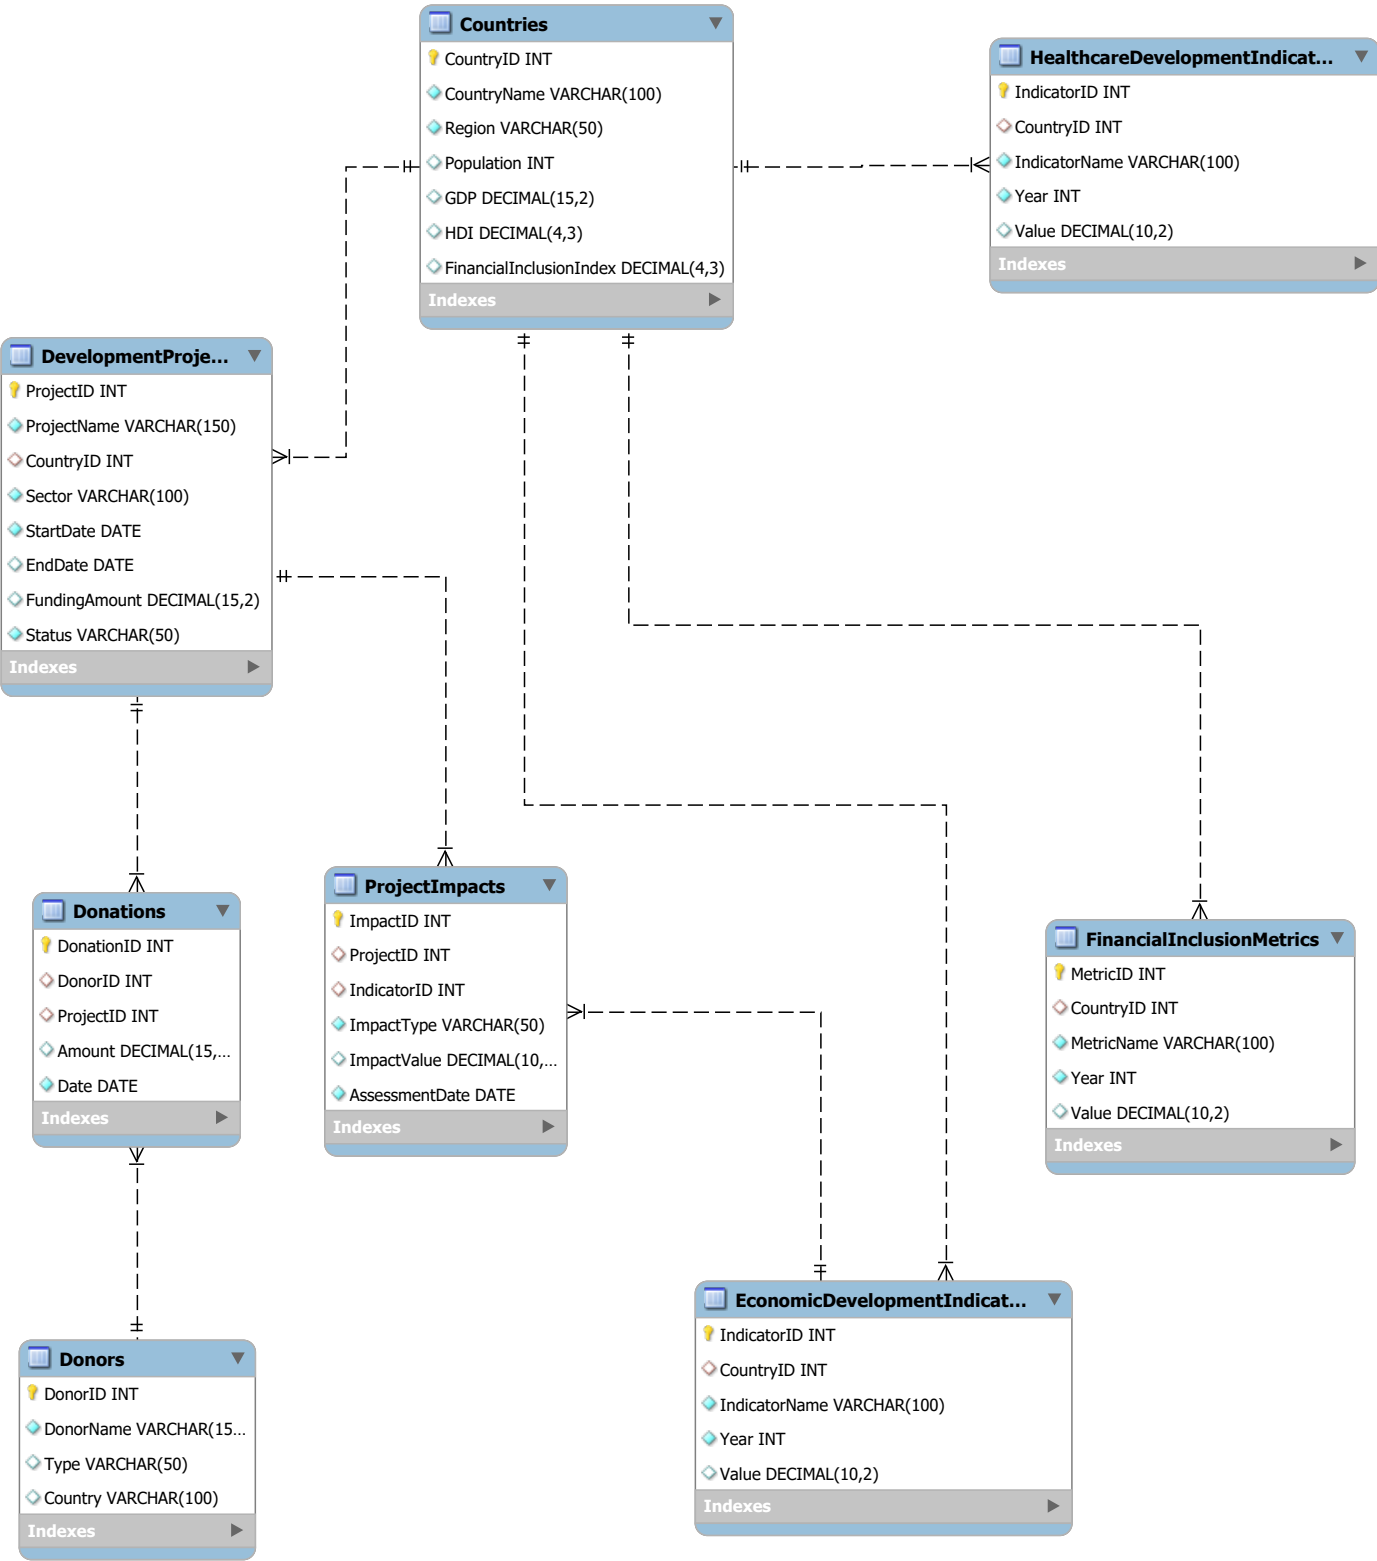 Countries
CountryID INT
CountryName VARCHAR(100)
Region VARCHAR(50)
Population INT
GDP DECIMAL(15,2)
HDI DECIMAL(4,3)
FinancialInclusionIndex DECIMAL(4,3)
Indexes
HealthcareDevelopmentIndicat...
IndicatorID INT
CountryID INT
IndicatorName VARCHAR(100)
Year INT
Value DECIMAL(10,2)
Indexes
DevelopmentProje...
ProjectID INT
ProjectName VARCHAR(150)
CountryID INT
Sector VARCHAR(100)
StartDate DATE
EndDate DATE
FundingAmount DECIMAL(15,2)
Status VARCHAR(50)
Indexes
Donations
DonationID INT
DonorID INT
ProjectID INT
Amount DECIMAL(15,...
Date DATE
Indexes
ProjectImpacts
ImpactID INT
ProjectID INT
IndicatorID INT
ImpactType VARCHAR(50)
ImpactValue DECIMAL(10,...
AssessmentDate DATE
Indexes
FinancialInclusionMetrics
MetricID INT
CountryID INT
MetricName VARCHAR(100)
Year INT
Value DECIMAL(10,2)
Indexes
Donors
DonorID INT
DonorName VARCHAR(15...
Type VARCHAR(50)
Country VARCHAR(100)
Indexes
EconomicDevelopmentIndicat...
IndicatorID INT
CountryID INT
IndicatorName VARCHAR(100)
Year INT
Value DECIMAL(10,2)
Indexes